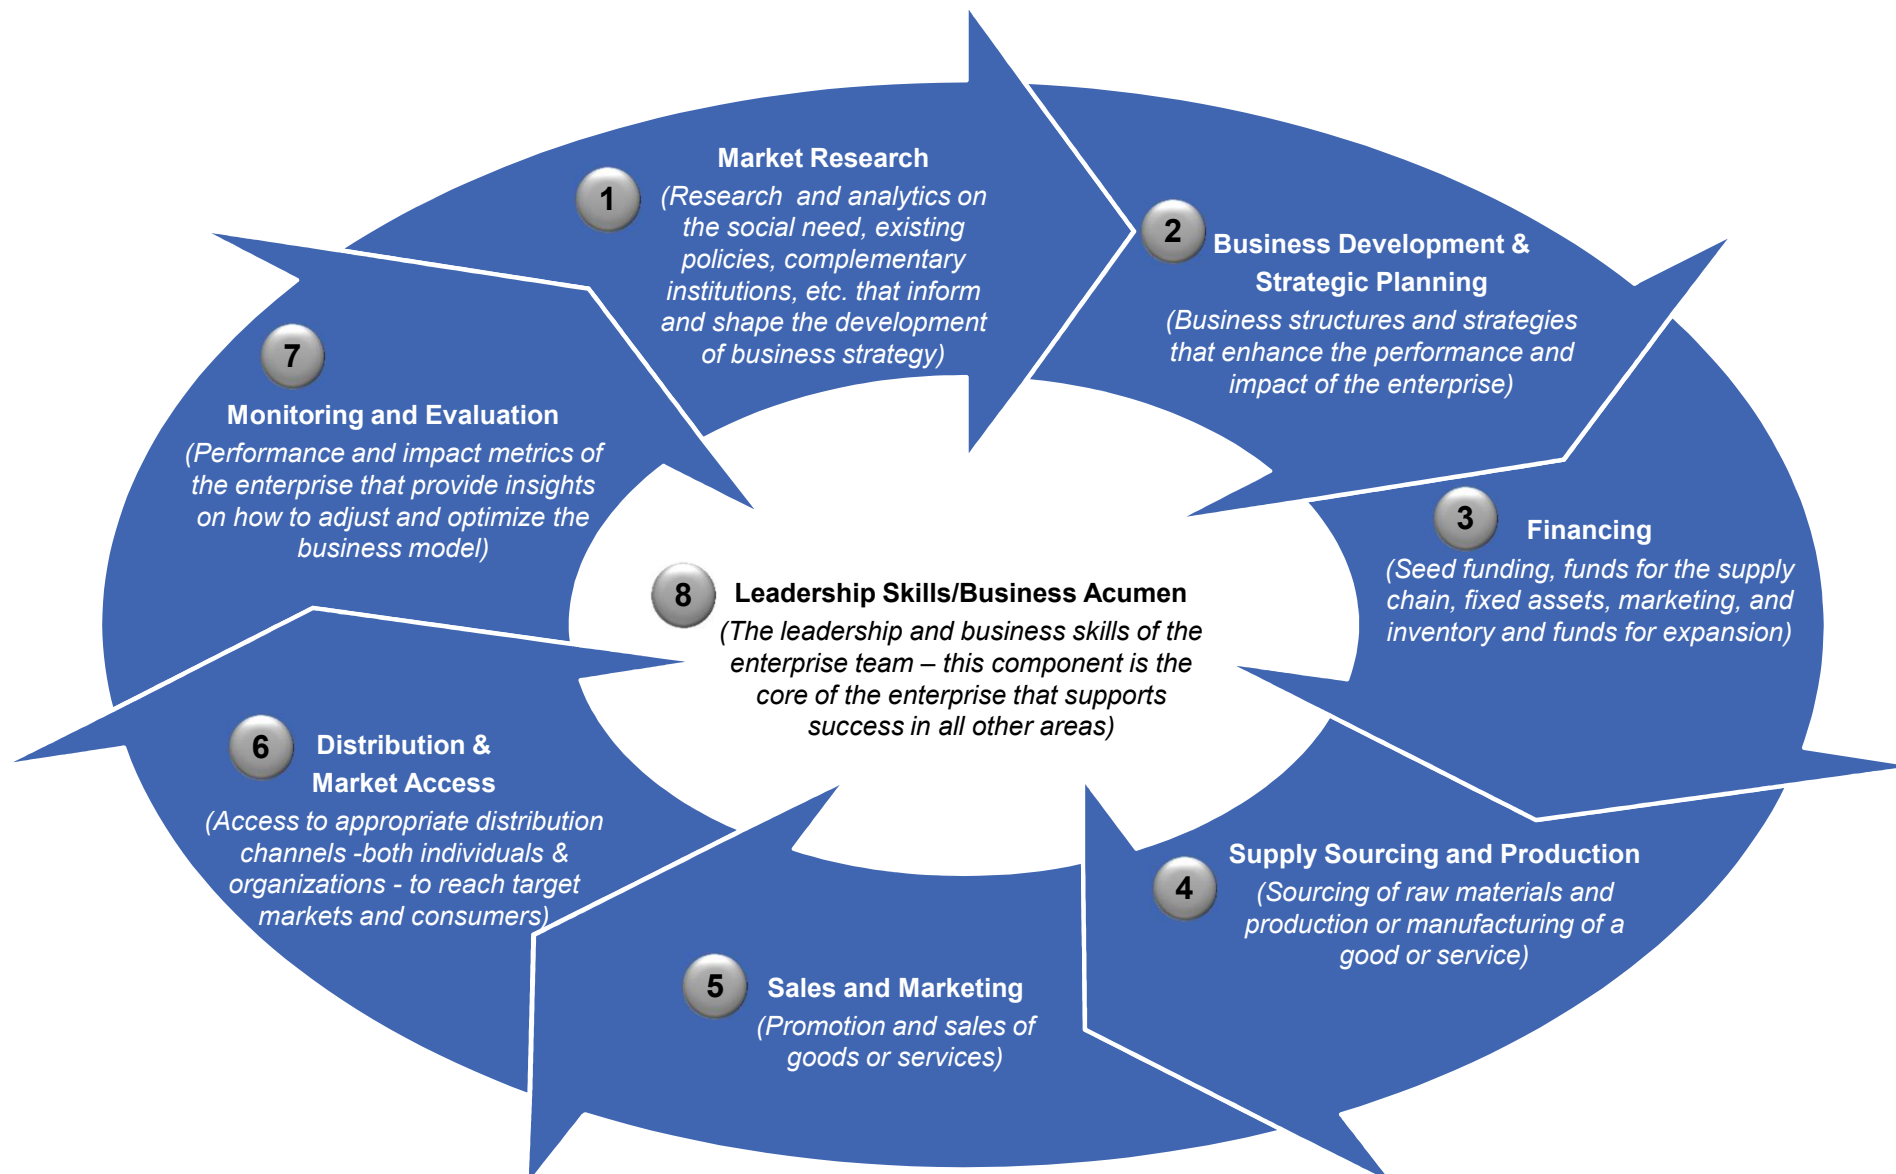 1
Market Research
(Research  and analytics on
the social need, existing
policies, complementary
institutions, etc. that inform
and shape the development
of business strategy)
2
Business Development &
Strategic Planning
(Business structures and strategies
that enhance the performance and
impact of the enterprise)
3
Financing
(Seed funding, funds for the supply
chain, fixed assets, marketing, and
inventory and funds for expansion)
4
Supply Sourcing and Production
(Sourcing of raw materials and
production or manufacturing of a
good or service)
5
Sales and Marketing
(Promotion and sales of
goods or services)
6
Distribution &
Market Access
(Access to appropriate distribution
channels -both individuals &
organizations - to reach target
markets and consumers)
7
Monitoring and Evaluation
(Performance and impact metrics of
the enterprise that provide insights
on how to adjust and optimize the
business model)
8
Leadership Skills/Business Acumen
(The leadership and business skills of the
enterprise team – this component is the
core of the enterprise that supports
success in all other areas)